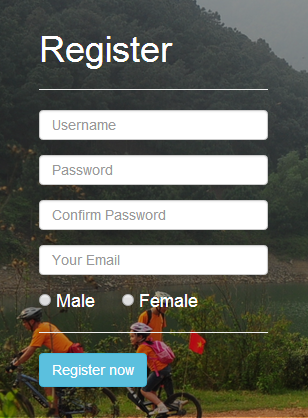 Register
Username
Password
Confirm Password
Your Email
Male Female
Register now